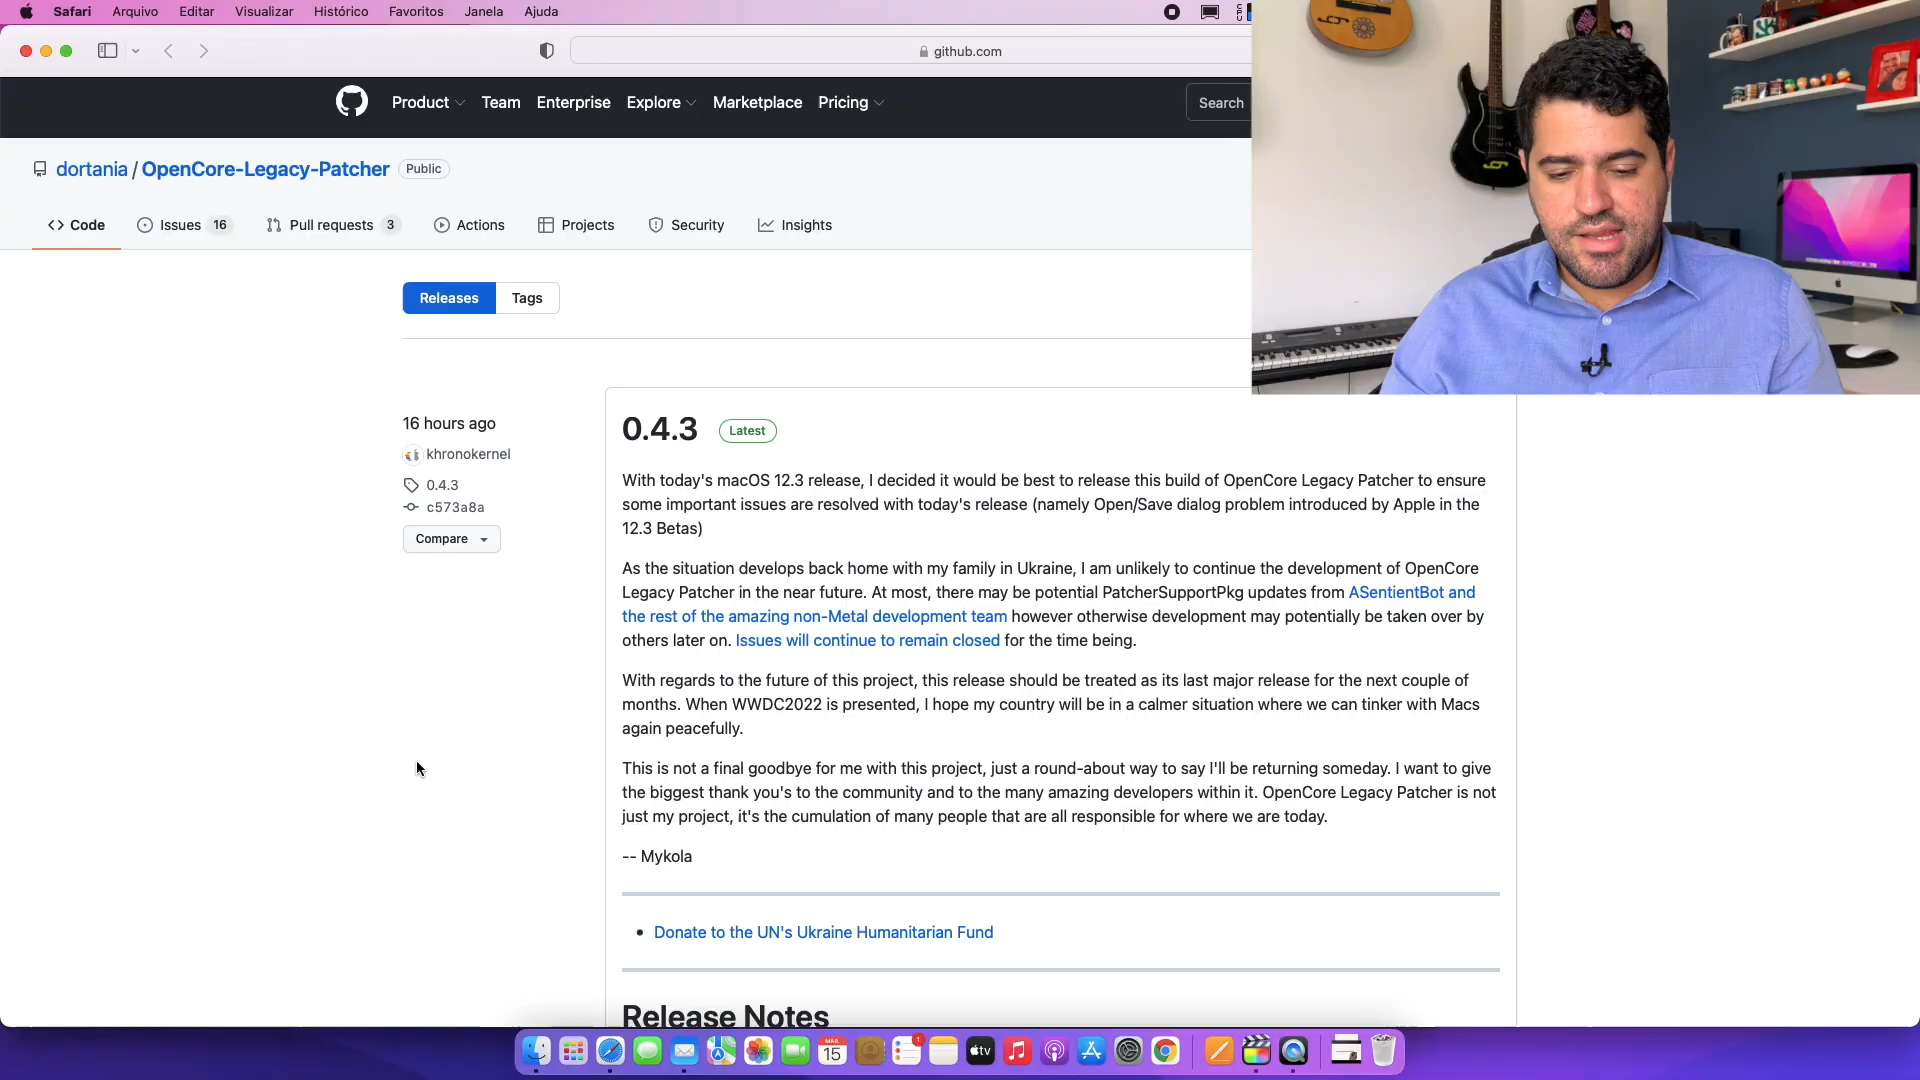 Safari Arquivo Editar Visualizar Histórico Favoritos Janela Ajuda
github.com
Product Team Enterprise Explore Marketplace Pricing Search
dortania / OpenCore-Legacy-Patcher Public
Code Issues 16 Pull requests 3 Actions Projects Security Insights
Releases Tags
16 hours ago
khronokernel
0.4.3
c573a8a
Compare
0.4.3 Latest
With today's macOS 12.3 release, I decided it would be best to release this build of OpenCore Legacy Patcher to ensure
some important issues are resolved with today's release (namely Open/Save dialog problem introduced by Apple in the
12.3 Betas)
As the situation develops back home with my family in Ukraine, I am unlikely to continue the development of OpenCore
Legacy Patcher in the near future. At most, there may be potential PatcherSupportPkg updates from ASentientBot and
the rest of the amazing non-Metal development team however otherwise development may potentially be taken over by
others later on. Issues will continue to remain closed for the time being.
With regards to the future of this project, this release should be treated as its last major release for the next couple of
months. When WWDC2022 is presented, I hope my country will be in a calmer situation where we can tinker with Macs
again peacefully.
This is not a final goodbye for me with this project, just a round-about way to say I'll be returning someday. I want to give
the biggest thank you's to the community and to the many amazing developers within it. OpenCore Legacy Patcher is not
just my project, it's the cumulation of many people that are all responsible for where we are today.
-- Mykola
Donate to the UN's Ukraine Humanitarian Fund
Release Notes
MAR.
15
1
tv